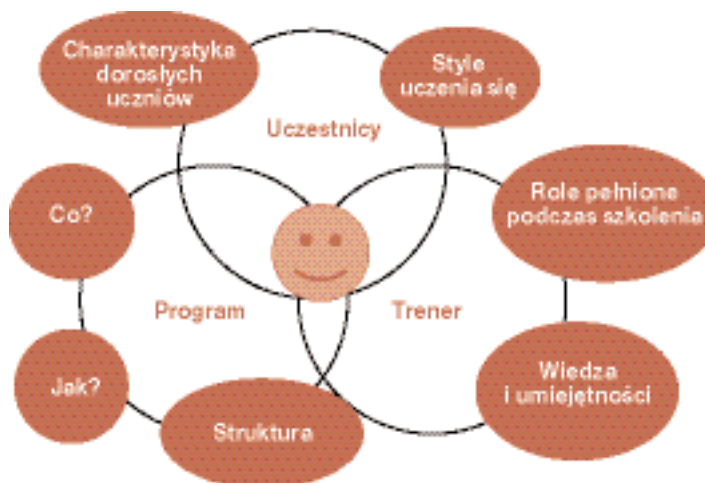 Charakterystyka
dorosłych
uczniów
Style
uczenia się
Uczestnicy
Co?
Role pełnione
podczas szkolenia
Program
Trener
Jak?
Wiedza
i umiejętności
Struktura